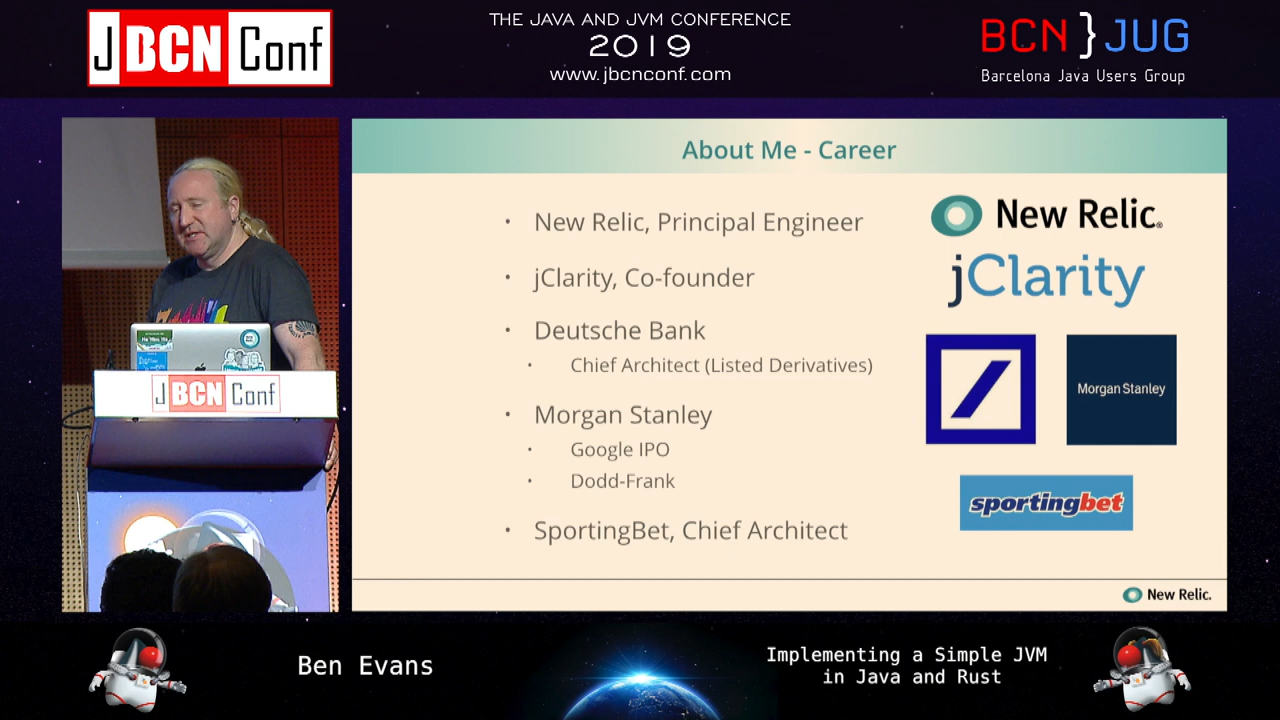 J BCN Conf
THE JAVA AND JVM CONFERENCE
2019
www.jbcnconf.com
BCN } JUG
Barcelona Java Users Group
About Me - Career
• New Relic, Principal Engineer
• jClarity, Co-founder
• Deutsche Bank
• Chief Architect (Listed Derivatives)
• Morgan Stanley
• Google IPO
• Dodd-Frank
• SportingBet, Chief Architect
New Relic®
jClarity
Morgan Stanley
sportingbet
New Relic.
J BCN Conf
Ben Evans
Implementing a Simple JVM
in Java and Rust